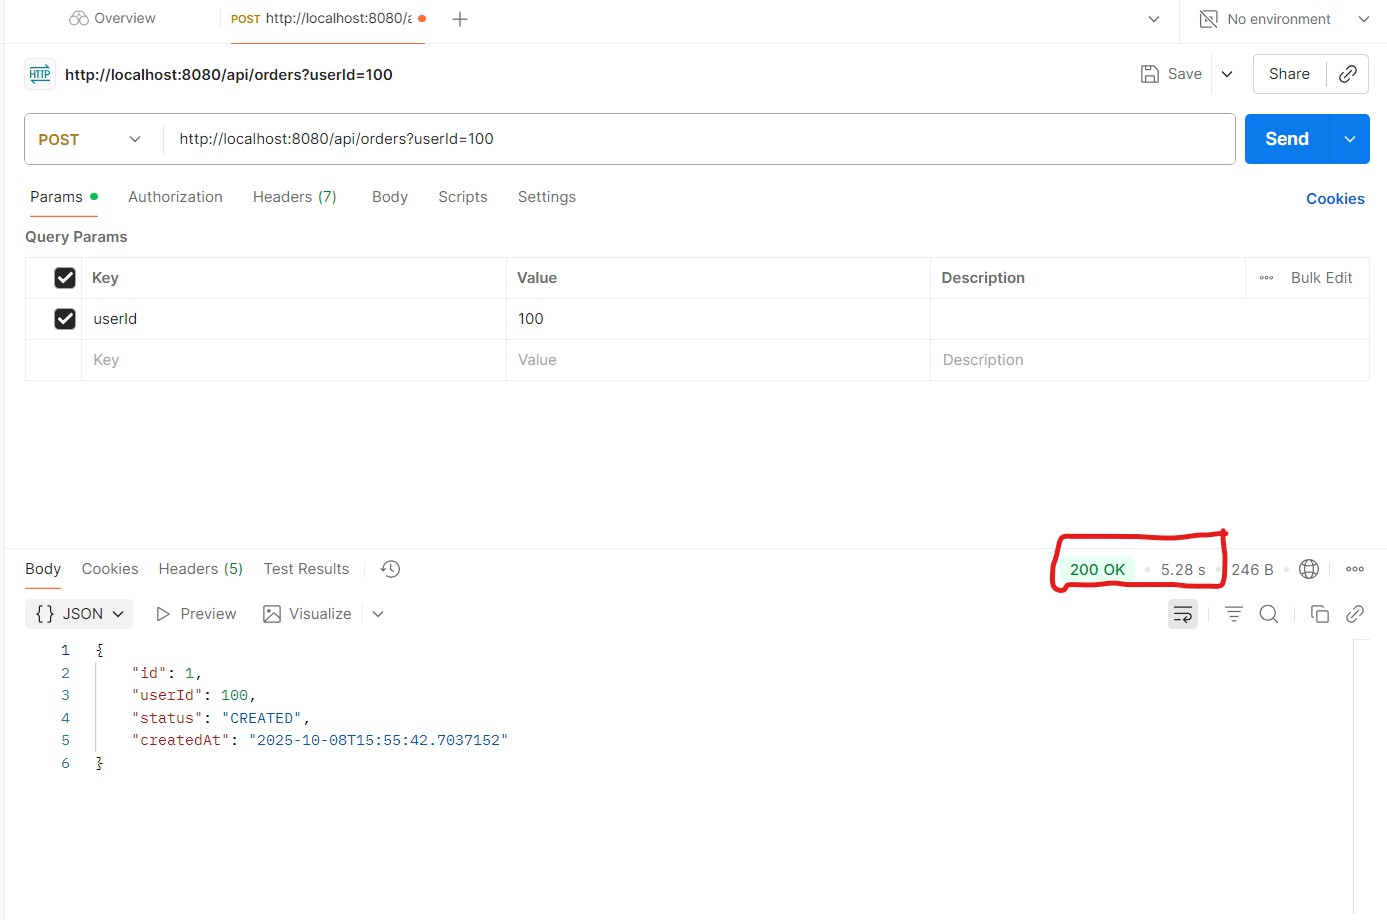 Overview
POST http://localhost:8080/a
No environment
HTTP http://localhost:8080/api/orders?userId=100
Save
Share
POST
http://localhost:8080/api/orders?userId=100
Send
Params
Authorization
Headers (7)
Body
Scripts
Settings
Cookies
Query Params
Key
Value
Description
Bulk Edit
userId
100
Key
Value
Description
Body
Cookies
Headers (5)
Test Results
200 OK
5.28 s
246 B
{} JSON
Preview
Visualize
1 {
2 "id": 1,
3 "userId": 100,
4 "status": "CREATED",
5 "createdAt": "2025-10-08T15:55:42.7037152"
6 }